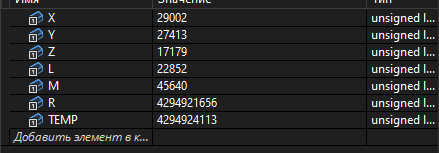 Имя Значение Тип
X 29002 unsigned l...
Y 27413 unsigned l...
Z 17179 unsigned l...
L 22852 unsigned l...
M 45640 unsigned l...
R 4294921656 unsigned l...
TEMP 4294924113 unsigned l...
Добавить элемент в к...